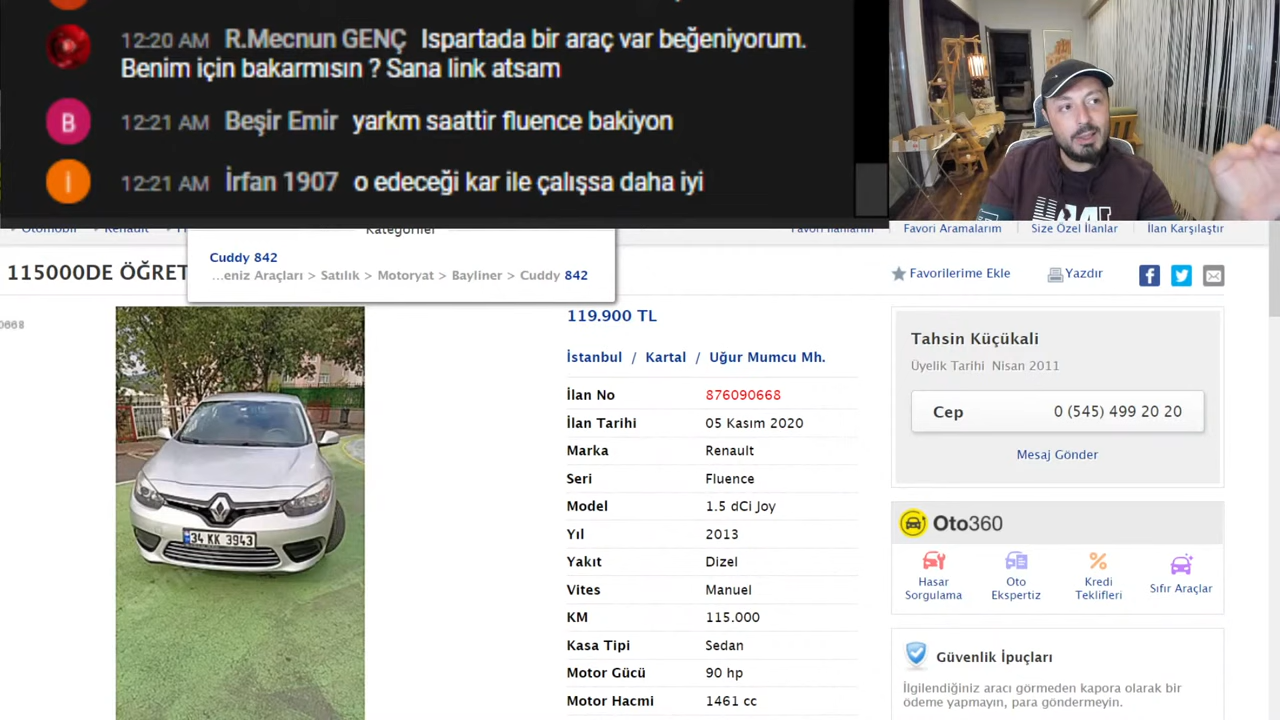 12:20 AM R.Mecnun GENÇ Ispartada bir araç var beğeniyorum.
Benim için bakarmısın ? Sana link atsam
12:21 AM Beşir Emir yarkm saattir fluence bakiyon
12:21 AM İrfan 1907 o edeceği kar ile çalışsa daha iyi
B
i
Otomobil
Renault
Kategoriler
Favori İlanlarım
Favori Aramalarım
Size Özel İlanlar
İlan Karşılaştır
Cuddy 842
...eniz Araçları > Satılık > Motoryat > Bayliner > Cuddy 842
115000DE ÖĞRET
Favorilerime Ekle
Yazdır
0668
119.900 TL
İstanbul / Kartal / Uğur Mumcu Mh.
İlan No 876090668
İlan Tarihi 05 Kasım 2020
Marka Renault
Seri Fluence
Model 1.5 dCi Joy
Yıl 2013
Yakıt Dizel
Vites Manuel
KM 115.000
Kasa Tipi Sedan
Motor Gücü 90 hp
Motor Hacmi 1461 cc
34 KK 3943
Tahsin Küçükali
Üyelik Tarihi Nisan 2011
Cep 0 (545) 499 20 20
Mesaj Gönder
Oto360
Hasar
Sorgulama
Oto
Ekspertiz
Kredi
Teklifleri
Sıfır Araçlar
Güvenlik İpuçları
İlgilendiğiniz aracı görmeden kapora olarak bir
ödeme yapmayın, para göndermeyin.